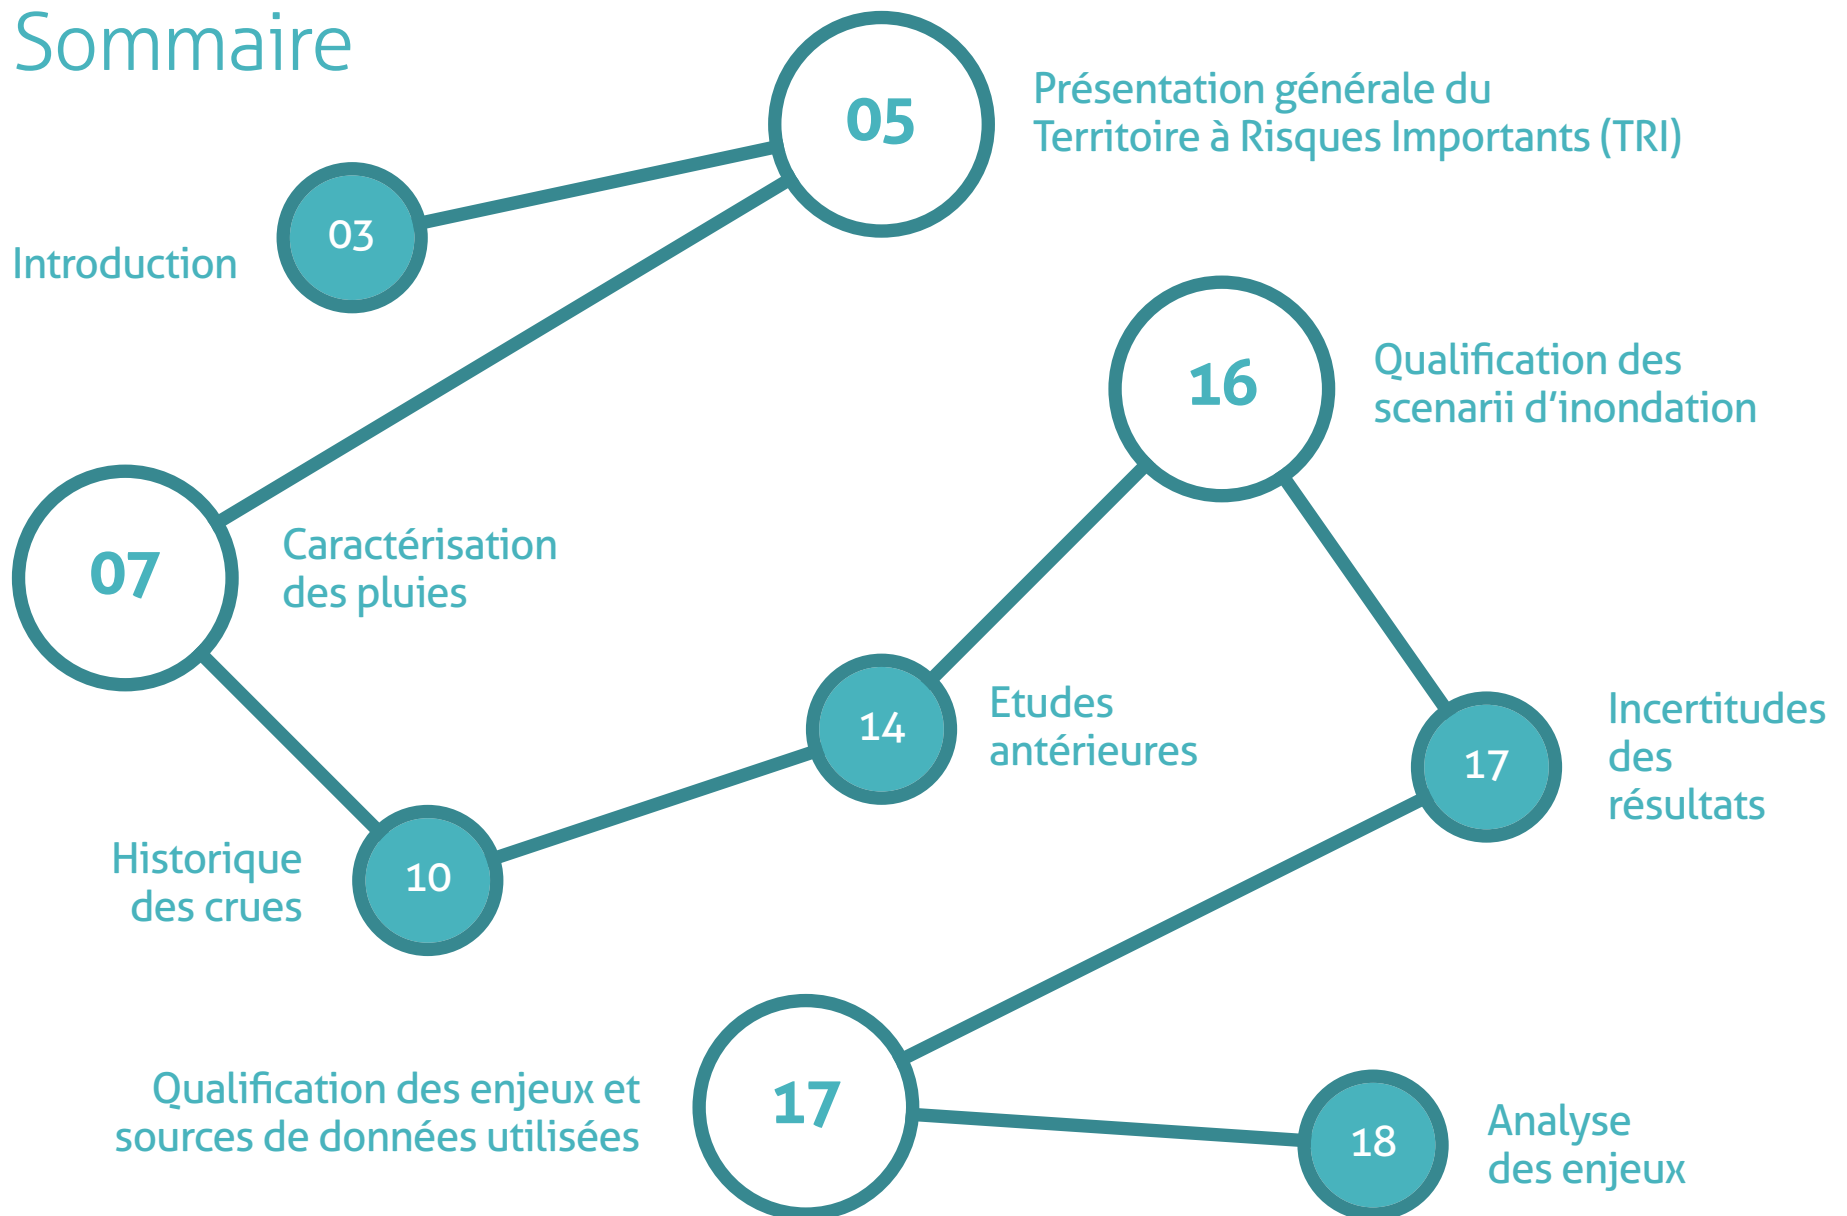 Sommaire
03
Introduction
05
Présentation générale du
Territoire à Risques Importants (TRI)
07
Caractérisation
des pluies
10
Historique
des crues
14
Etudes
antérieures
16
Qualification des
scenarii d’inondation
17
Incertitudes
des
résultats
17
Qualification des enjeux et
sources de données utilisées
18
Analyse
des enjeux